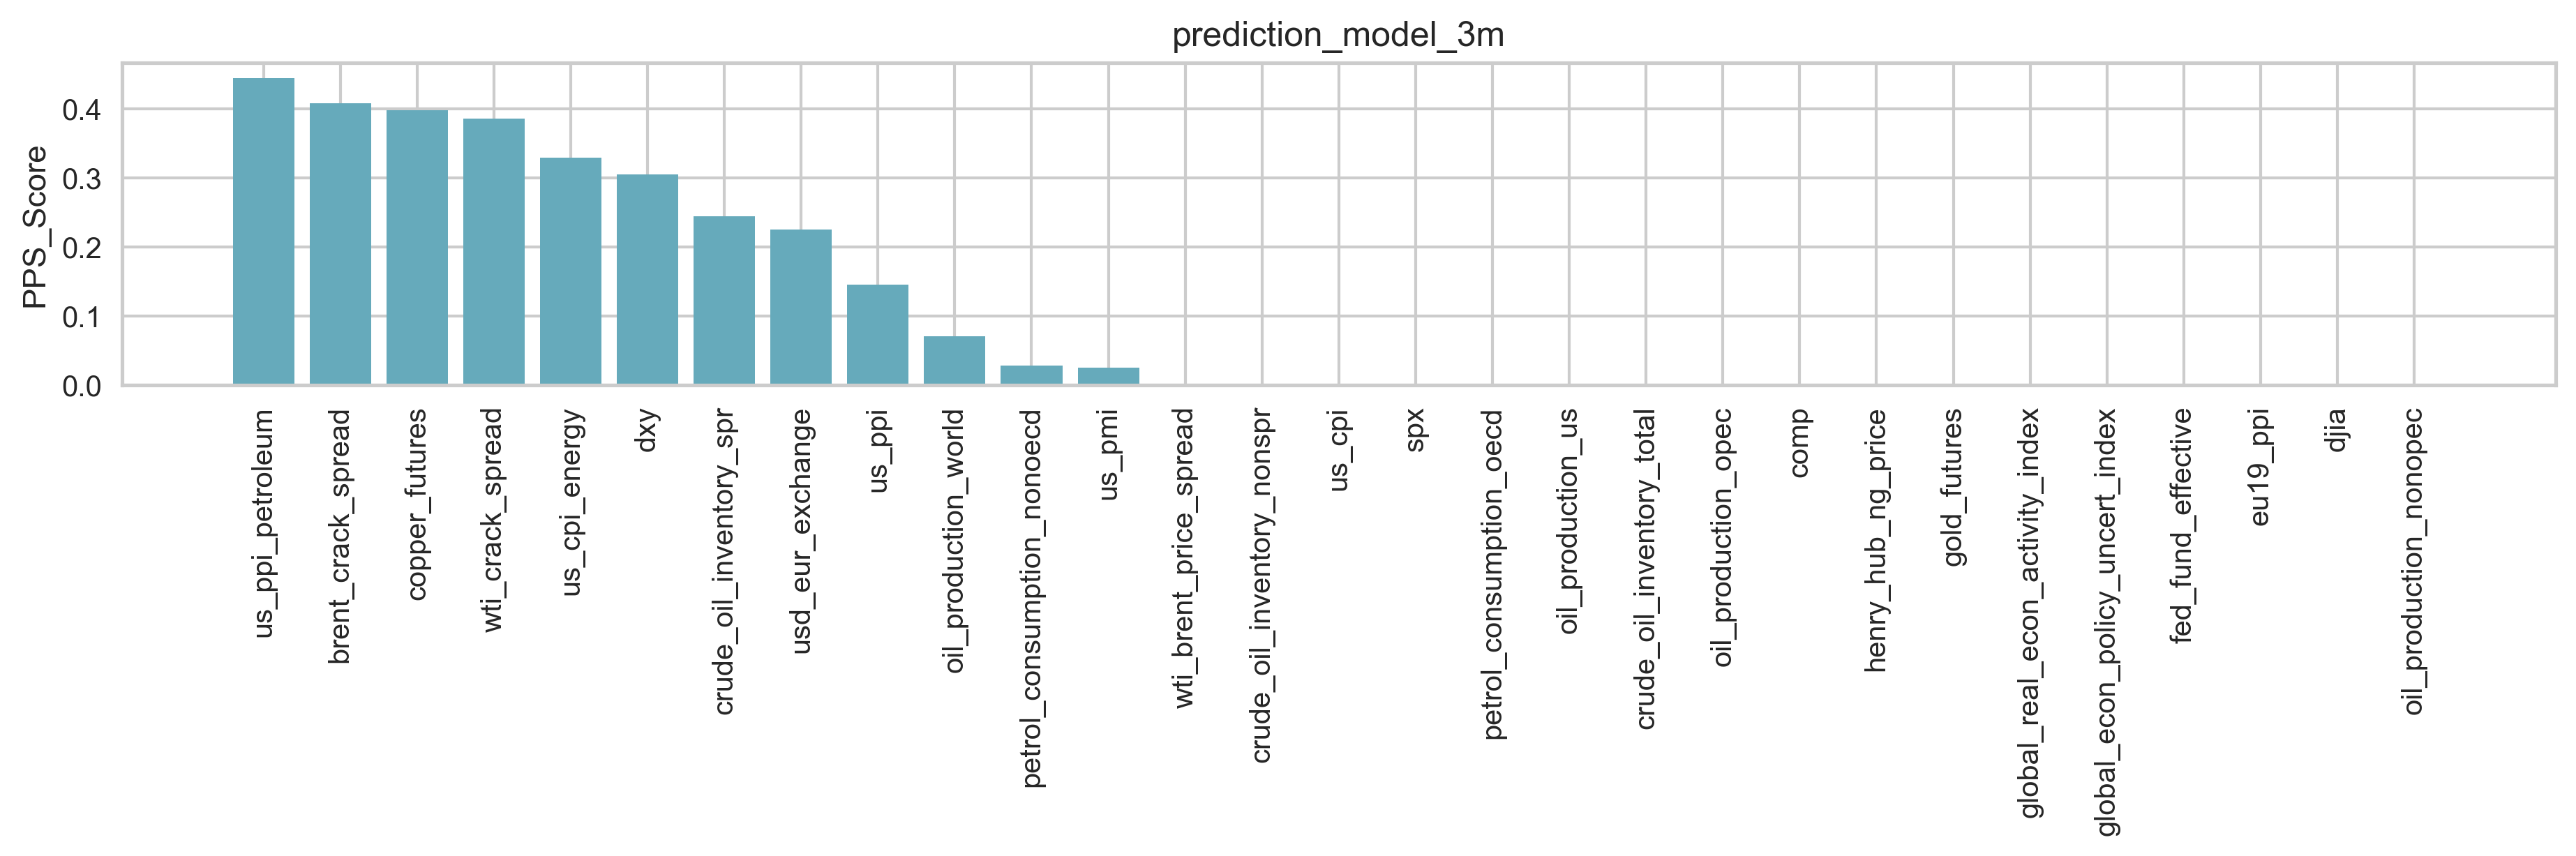 prediction_model_3m
PPS_Score
0.4
0.3
0.2
0.1
0.0
us_ppi_petroleum
brent_crack_spread
copper_futures
wti_crack_spread
us_cpi_energy
dxy
crude_oil_inventory_spr
usd_eur_exchange
us_ppi
oil_production_world
petrol_consumption_nonoecd
us_pmi
wti_brent_price_spread
crude_oil_inventory_nonspr
us_cpi
spx
petrol_consumption_oecd
oil_production_us
crude_oil_inventory_total
oil_production_opec
comp
henry_hub_ng_price
gold_futures
global_real_econ_activity_index
global_econ_policy_uncert_index
fed_fund_effective
eu19_ppi
djia
oil_production_nonopec